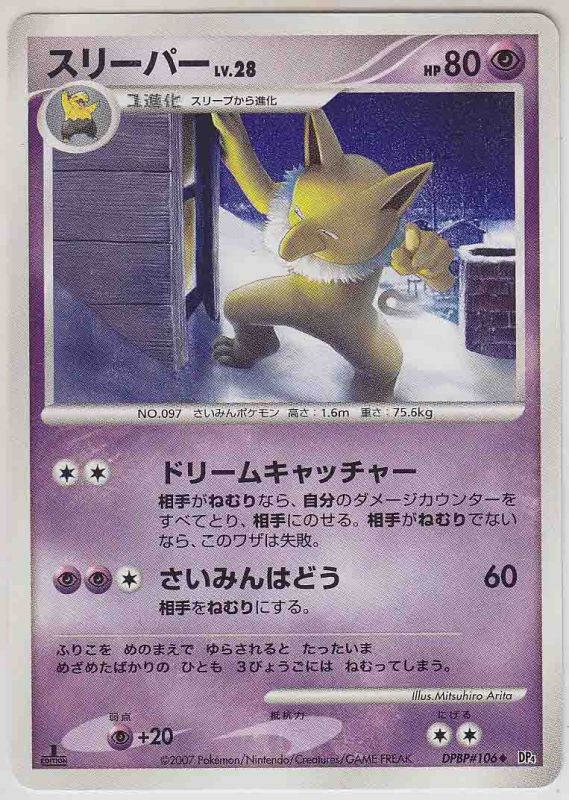 スリーパー LV.28 HP 80
1進化 スリープから進化
NO.097 さいみんポケモン 高さ:1.6m 重さ:75.6kg
ドリームキャッチャー
相手がねむりなら、自分のダメージカウンターを
すべてとり、相手にのせる。相手がねむりでない
なら、このワザは失敗。
さいみんはどう 60
相手をねむりにする。
ふりこを めのまえで ゆらされると たったいま
めざめたばかりの ひとも 3びょうごには ねむってしまう。
Illus.Mitsuhiro Arita
弱点 抵抗力 にげる
+20
1 EDITION ©2007 Pokémon/Nintendo/Creatures/GAME FREAK DPBP#106◆ DP4